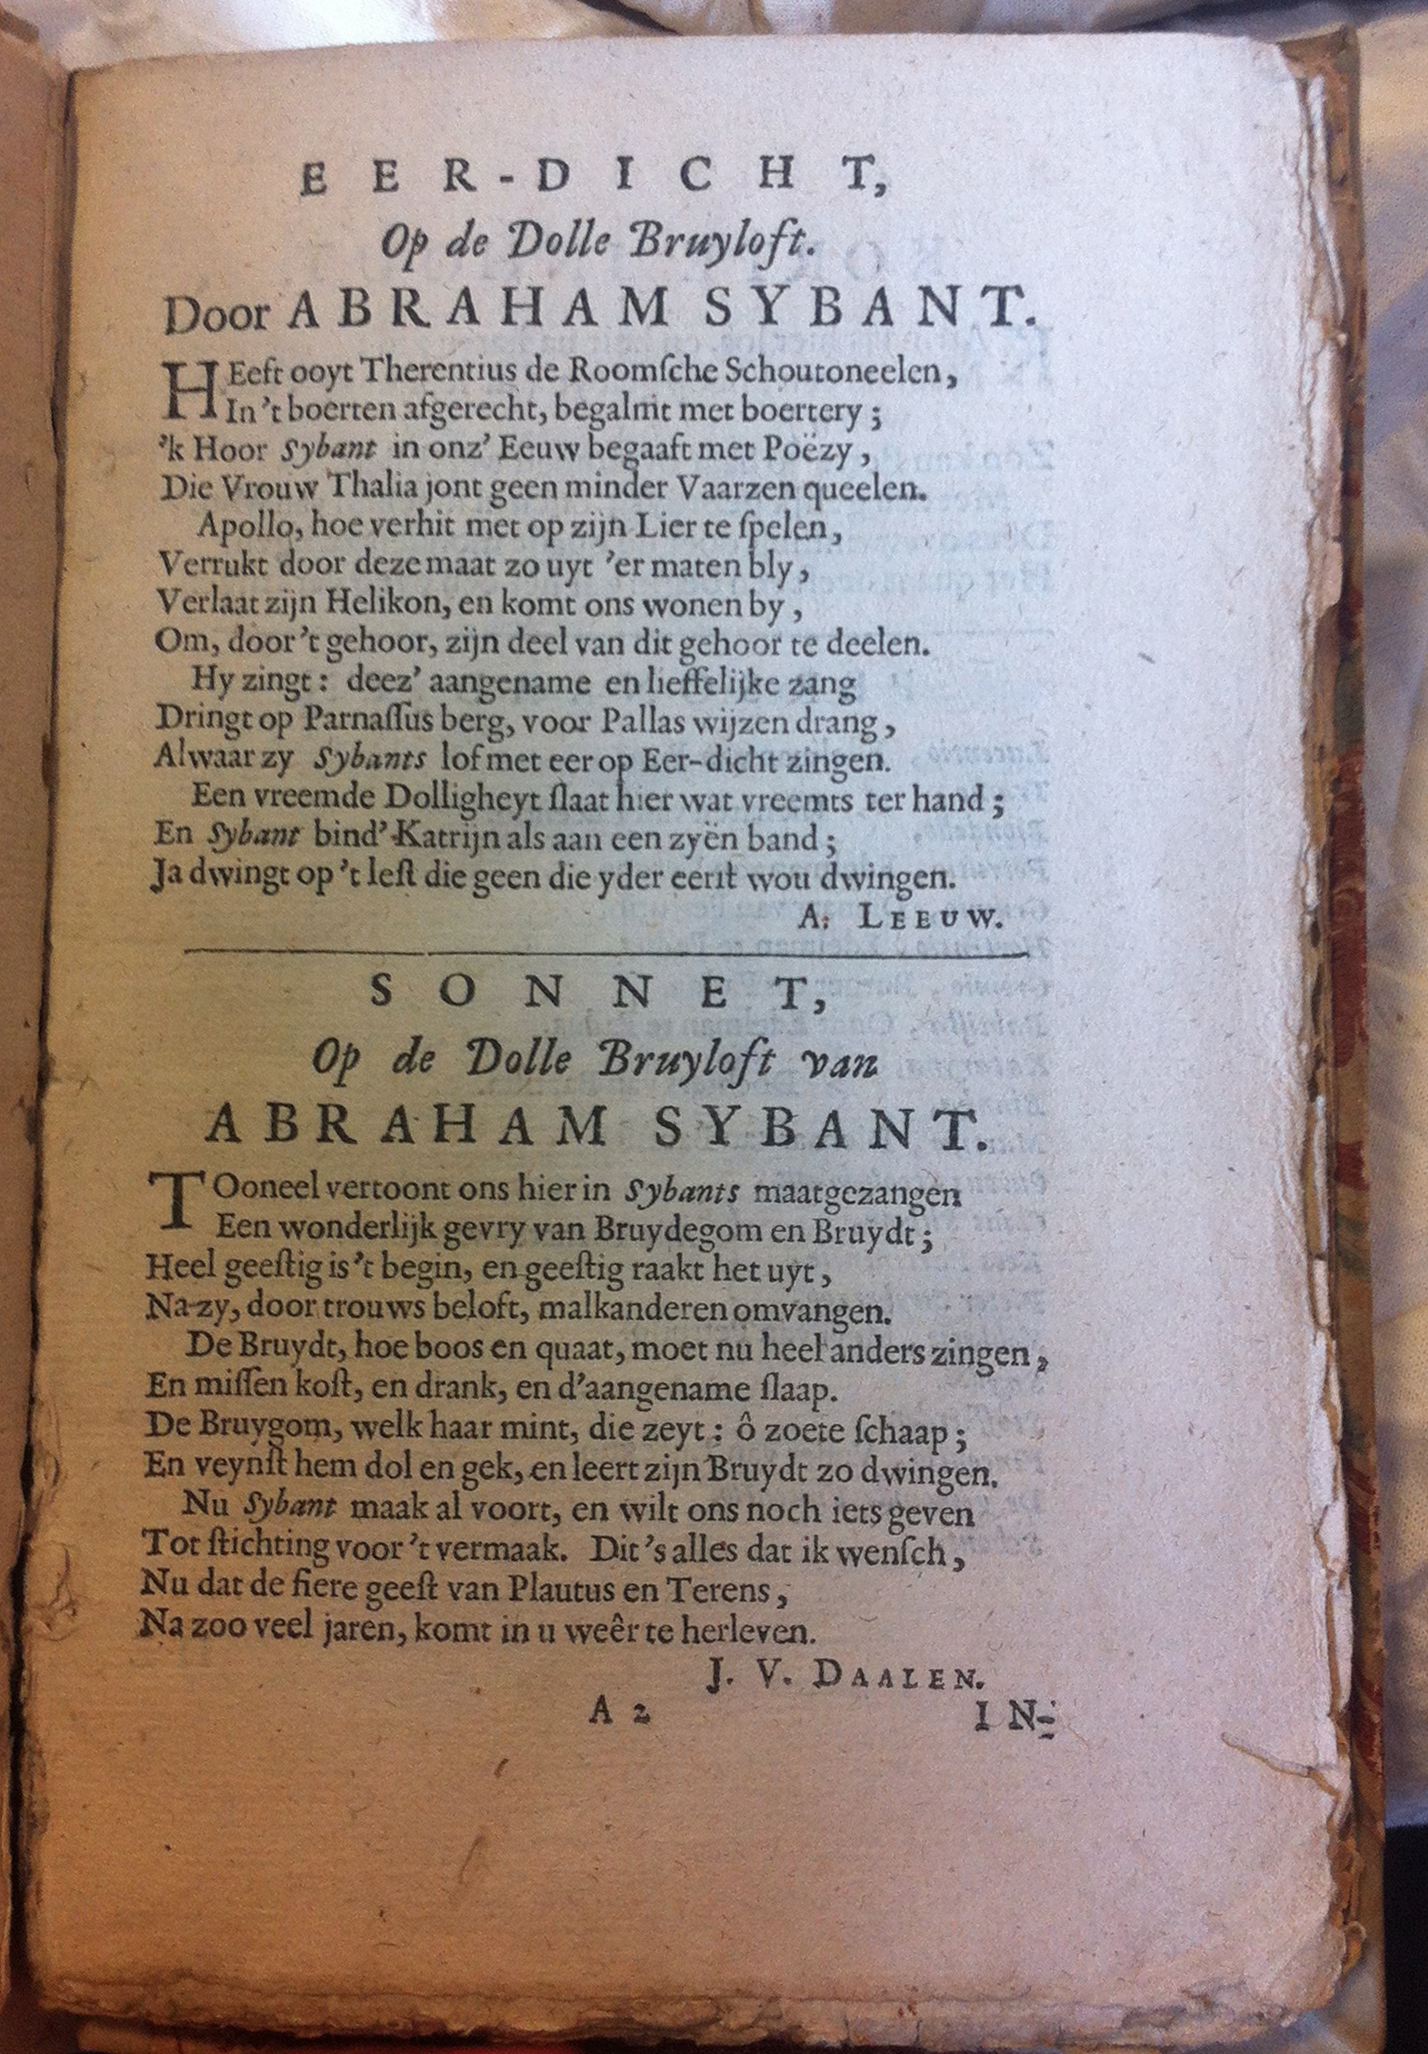 EER-DICHT,
Op de Dolle Bruyloft.
Door ABRAHAM SYBANT.
HEeft ooyt Therentius de Roomſche Schoutoneelen,
In 't boerten afgerecht, begalmt met boertery ;
'k Hoor Sybant in onz' Eeuw begaaft met Poëzy ,
Die Vrouw Thalia jont geen minder Vaarzen queelen.
Apollo, hoe verhit met op zijn Lier te ſpelen,
Verrukt door deze maat zo uyt 'er maten bly,
Verlaat zijn Helikon, en komt ons wonen by ,
Om, door 't gehoor, zijn deel van dit gehoor te deelen.
Hy zingt : deez' aangename en lieffelijke zang
Dringt op Parnaſſus berg, voor Pallas wijzen drang,
Alwaar zy Sybants lof met eer op Eer-dicht zingen.
Een vreemde Dolligheyt ſlaat hier wat vreemts ter hand ;
En Sybant bind' Katrijn als aan een zyën band ;
Ja dwingt op 't leſt die geen die yder eenſt wou dwingen.
A. LEEUW.
SONNET,
Op de Dolle Bruyloft van
ABRAHAM SYBANT.
TOoneel vertoont ons hier in Sybants maatgezangen
Een wonderlijk gevry van Bruydegom en Bruydt ;
Heel geeſtig is 't begin, en geeſtig raakt het uyt,
Na zy, door trouws beloft, malkanderen omvangen.
De Bruydt, hoe boos en quaat, moet nu heel anders zingen,
En miſſen koſt, en drank, en d'aangename ſlaap.
De Bruygom, welk haar mint, die zeyt : ô zoete ſchaap ;
En veynſt hem dol en gek, en leert zijn Bruydt zo dwingen.
Nu Sybant maak al voort, en wilt ons noch iets geven
Tot ſtichting voor 't vermaak. Dit 's alles dat ik wenſch,
Nu dat de fiere geeſt van Plautus en Terens,
Na zoo veel jaren, komt in u weêr te herleven.
J. V. DAALEN.
A 2 IN-